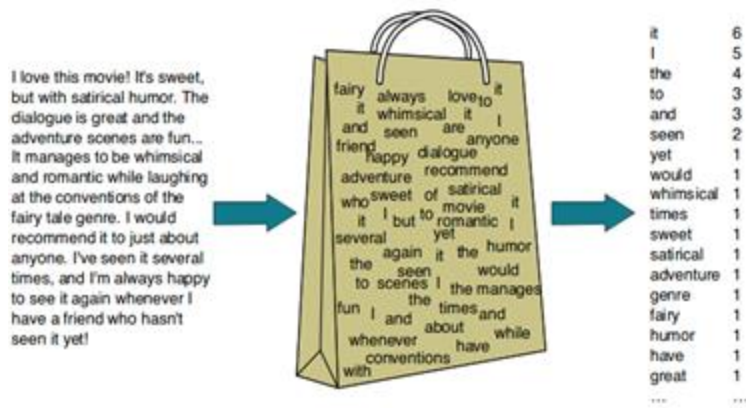 I love this movie! It's sweet,
but with satirical humor. The
dialogue is great and the
adventure scenes are fun...
It manages to be whimsical
and romantic while laughing
at the conventions of the
fairy tale genre. I would
recommend it to just about
anyone. I've seen it several
times, and I'm always happy
to see it again whenever I
have a friend who hasn't
seen it yet!
fairy always love to it
it whimsical it I
and seen are anyone
friend happy dialogue
adventure recommend
who sweet of satirical
it I but to movie it
romantic I
several yet
again it the humor
the seen would
to scenes I the manages
fun the times and
I and about while
whenever have
conventions
with
it 6
I 5
the 4
to 3
and 3
seen 2
yet 1
would 1
whimsical 1
times 1
sweet 1
satirical 1
adventure 1
genre 1
fairy 1
humor 1
have 1
great 1
... ...